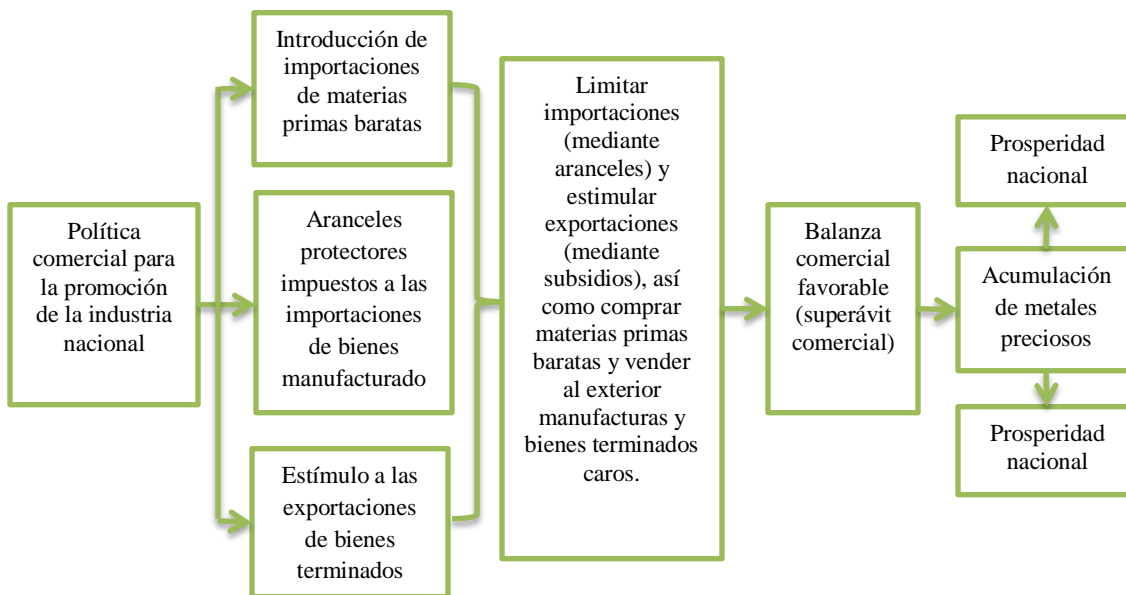 Política
comercial para
la promoción
de la industria
nacional
Introducción de
importaciones
de materias
primas baratas
Aranceles
protectores
impuestos a las
importaciones
de bienes
manufacturado
Estímulo a las
exportaciones
de bienes
terminados
Limitar
importaciones
(mediante
aranceles) y
estimular
exportaciones
(mediante
subsidios), así
como comprar
materias primas
baratas y vender
al exterior
manufacturas y
bienes terminados
caros.
Balanza
comercial
favorable
(superávit
comercial)
Prosperidad
nacional
Acumulación
de metales
preciosos
Prosperidad
nacional